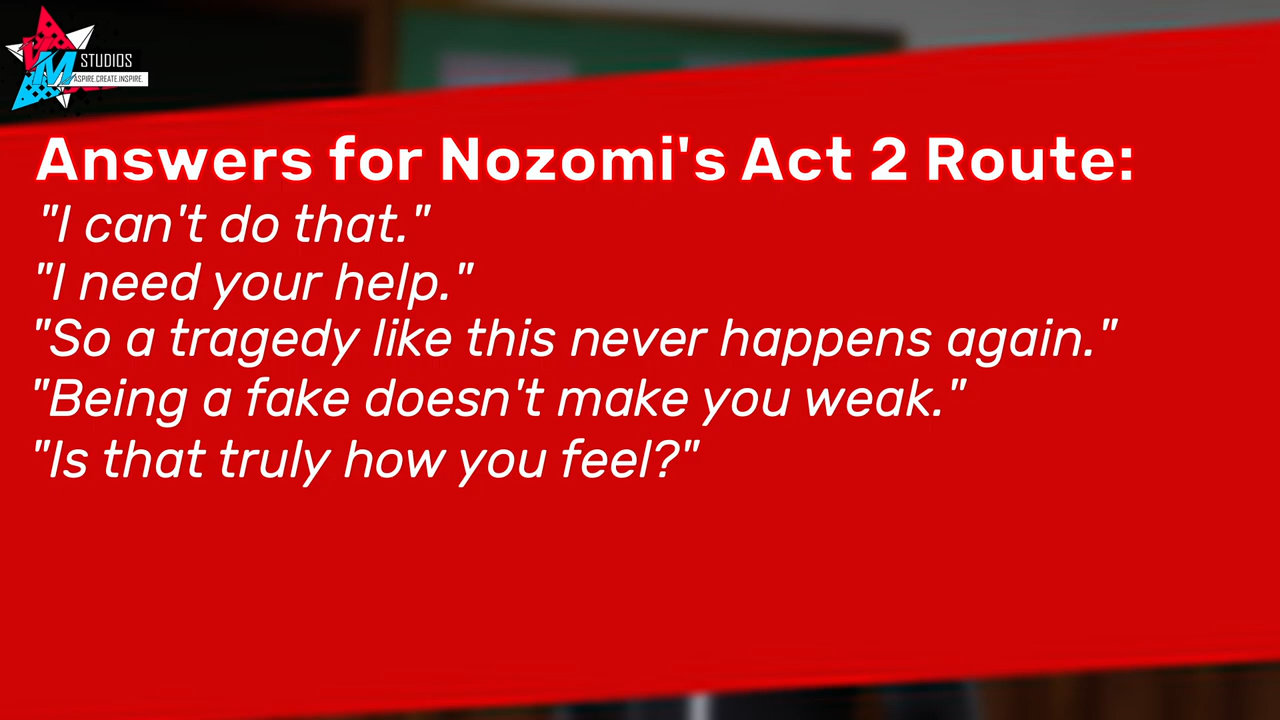 VM
STUDIOS
ASPIRE.CREATE.INSPIRE.
Answers for Nozomi's Act 2 Route:
"I can't do that."
"I need your help."
"So a tragedy like this never happens again."
"Being a fake doesn't make you weak."
"Is that truly how you feel?"